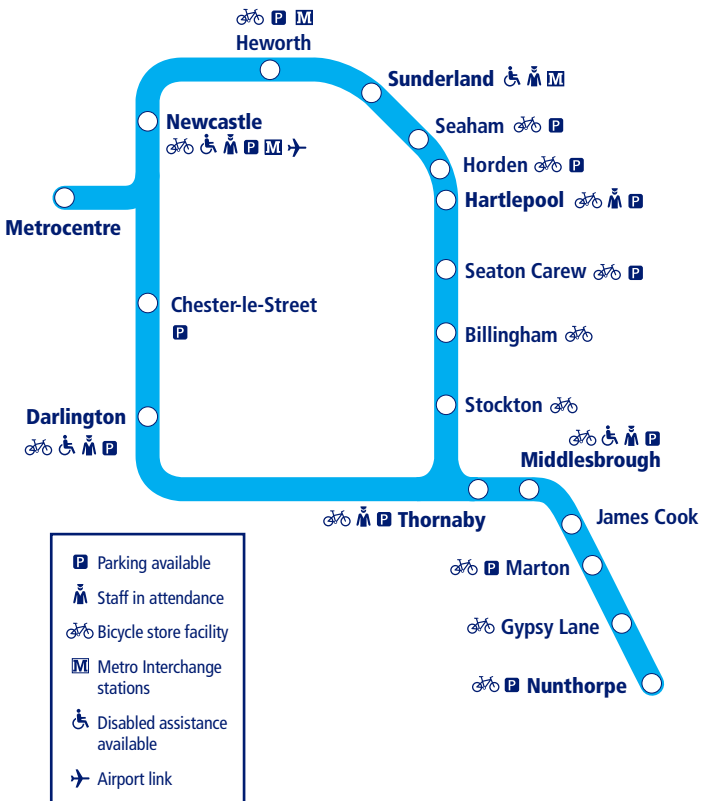 P M
Heworth
Sunderland M
Newcastle
P M
Seaham P
Horden P
Hartlepool P
Metrocentre
Seaton Carew P
Chester-le-Street
P
Billingham
Stockton
Darlington
P
P
Middlesbrough
P Thornaby
James Cook
P Marton
Gypsy Lane
P Nunthorpe
P Parking available
Staff in attendance
Bicycle store facility
M Metro Interchange
stations
Disabled assistance
available
Airport link